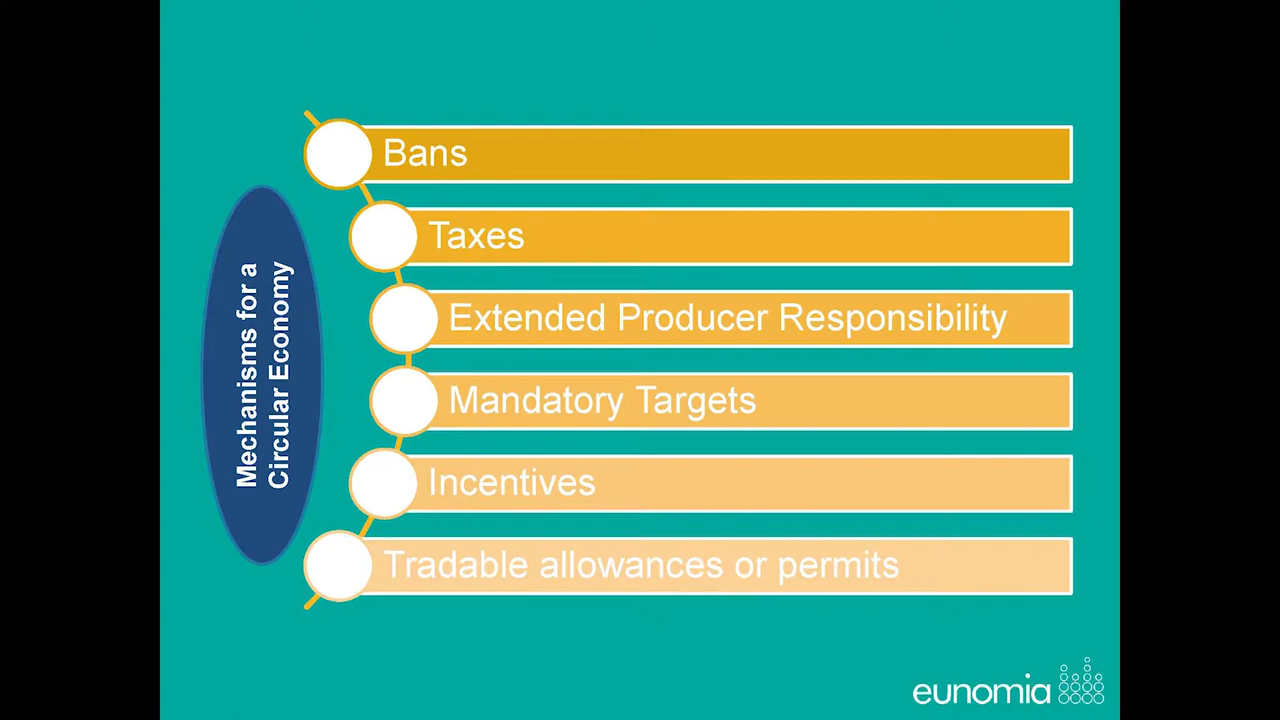 Mechanisms for a
Circular Economy
Bans
Taxes
Extended Producer Responsibility
Mandatory Targets
Incentives
Tradable allowances or permits
eunomia